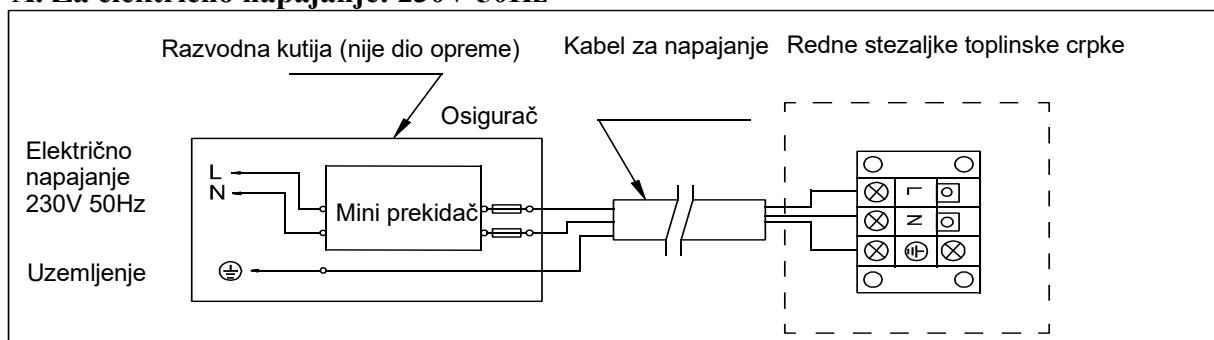 A. Za električno napajanje: 230V 50Hz
Razvodna kutija (nije dio opreme)
Kabel za napajanje
Redne stezaljke toplinske crpke
Osigurač
Električno
napajanje
230V 50Hz
L
N
Mini prekidač
Uzemljenje
L
N